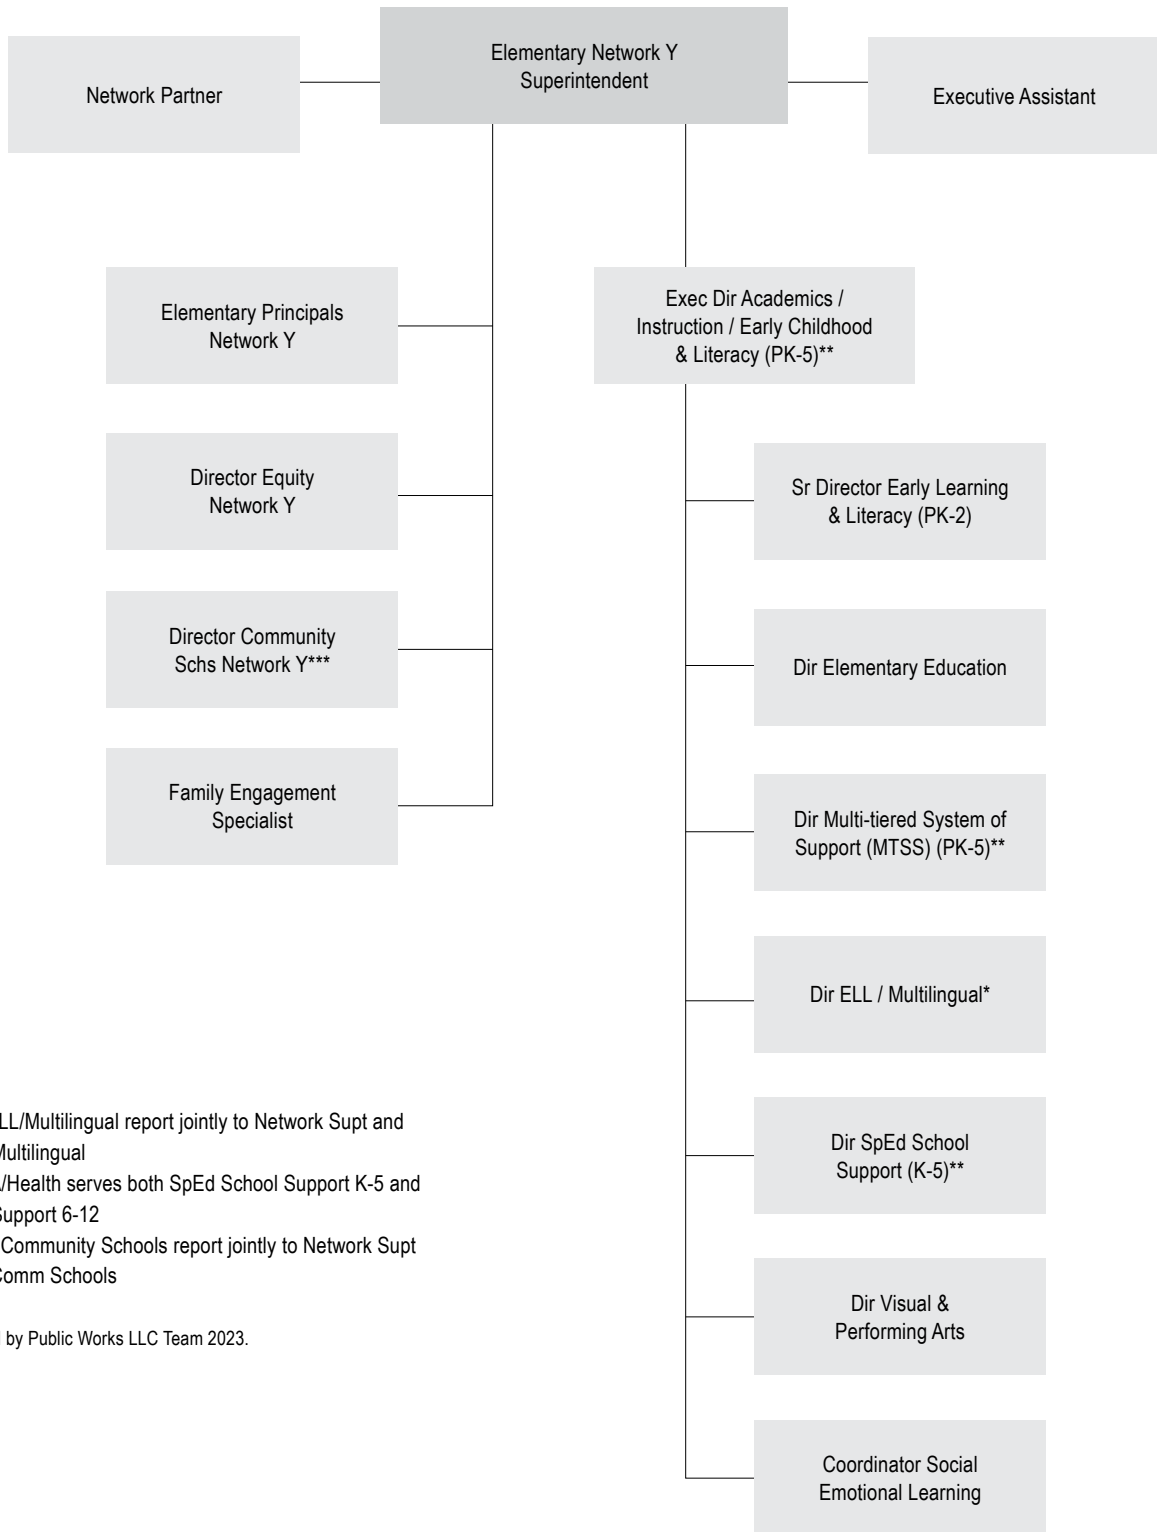 Elementary Network Y
Superintendent
Network Partner
Executive Assistant
Elementary Principals
Network Y
Exec Dir Academics /
Instruction / Early Childhood
& Literacy (PK-5)**
Director Equity
Network Y
Sr Director Early Learning
& Literacy (PK-2)
Director Community
Schs Network Y***
Dir Elementary Education
Family Engagement
Specialist
Dir Multi-tiered System of
Support (MTSS) (PK-5)**
Dir ELL / Multilingual*
Dir SpEd School
Support (K-5)**
Dir Visual &
Performing Arts
Coordinator Social
Emotional Learning
report jointly to Network Supt and
Multilingual
/Health serves both SpEd School Support K-5 and
Support 6-12
Community Schools report jointly to Network Supt
Comm Schools
by Public Works LLC Team 2023.